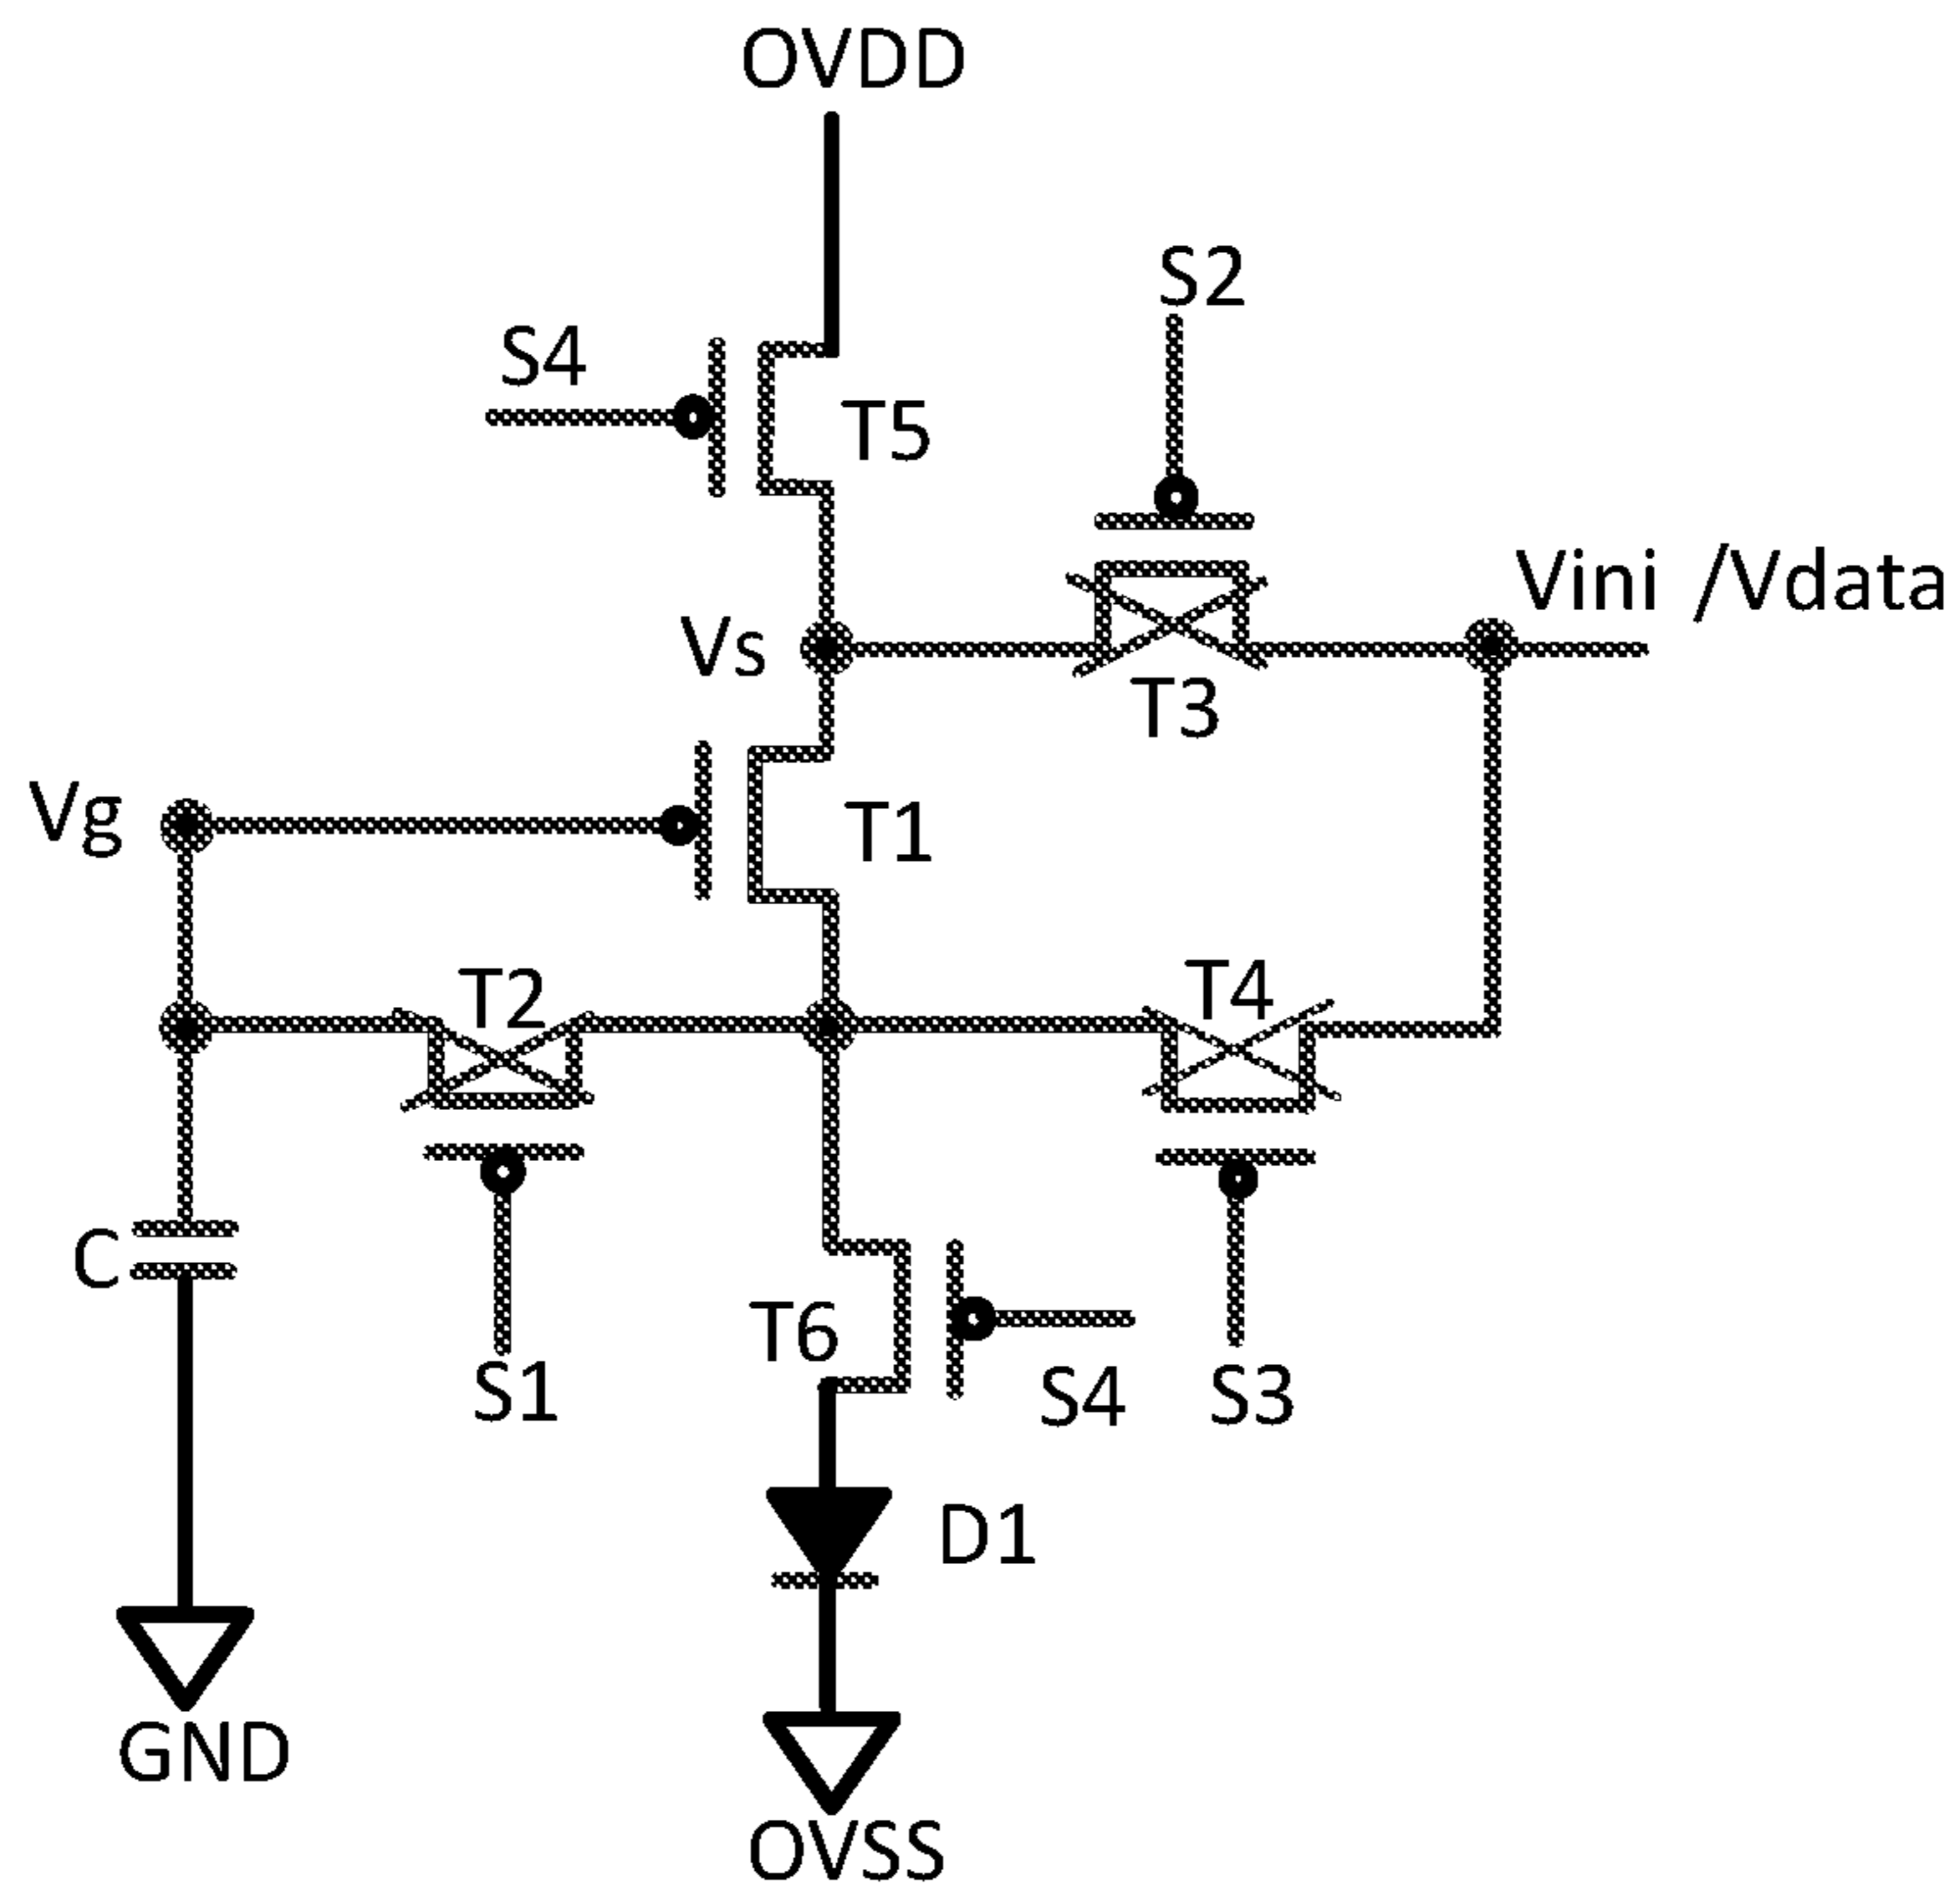 OVDD
S2
S4
T5
Vini /Vdata
Vs
T3
Vg
T1
T2
T4
C
T6
S1
S4
S3
D1
GND
OVSS